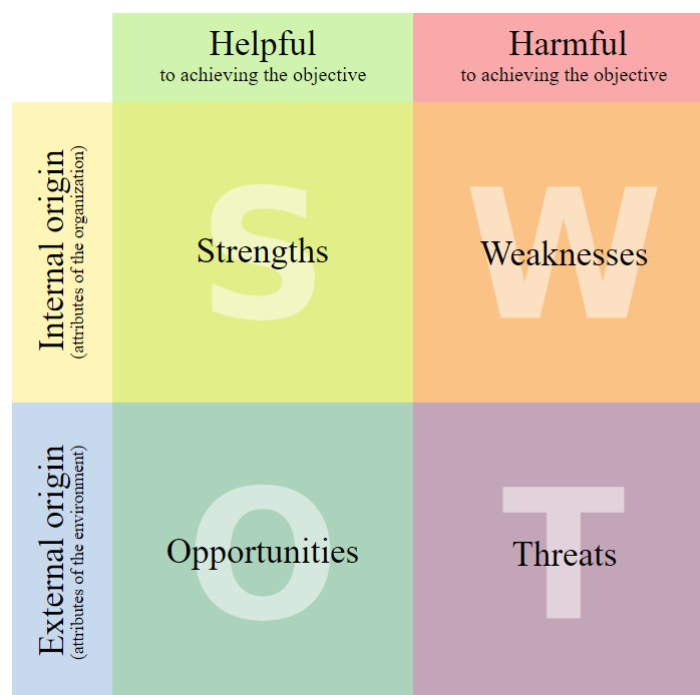 Helpful
to achieving the objective
Harmful
to achieving the objective
Internal origin
(attributes of the organization)
S
Strengths
W
Weaknesses
External origin
(attributes of the environment)
O
Opportunities
T
Threats